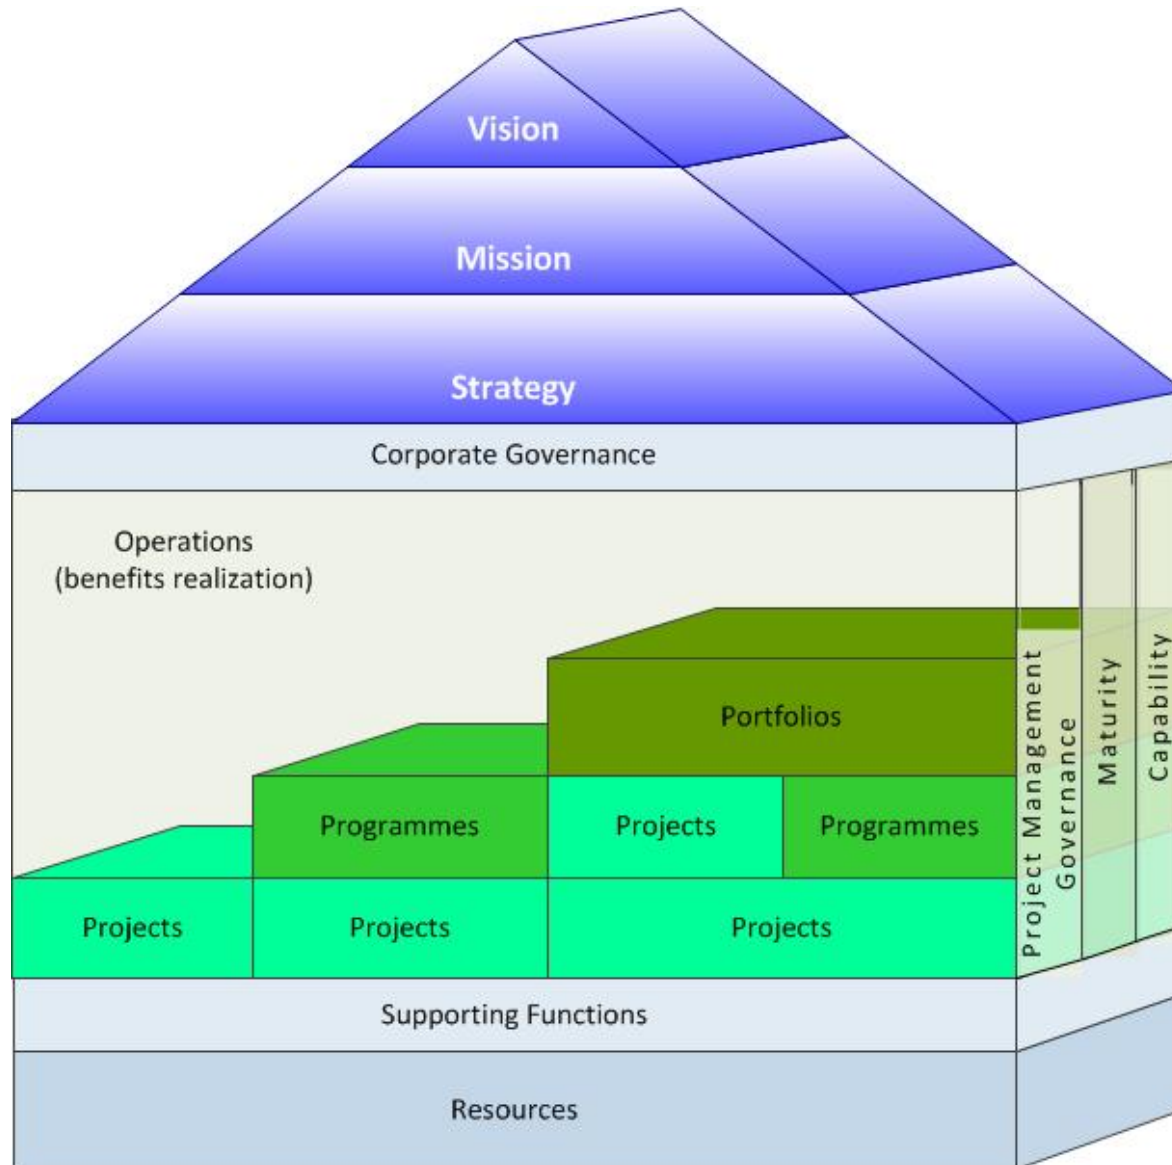 Vision
Mission
Strategy
Corporate Governance
Operations
(benefits realization)
Portfolios
Programmes
Projects
Programmes
Projects
Projects
Projects
Project Management
Governance
Maturity
Capability
Supporting Functions
Resources